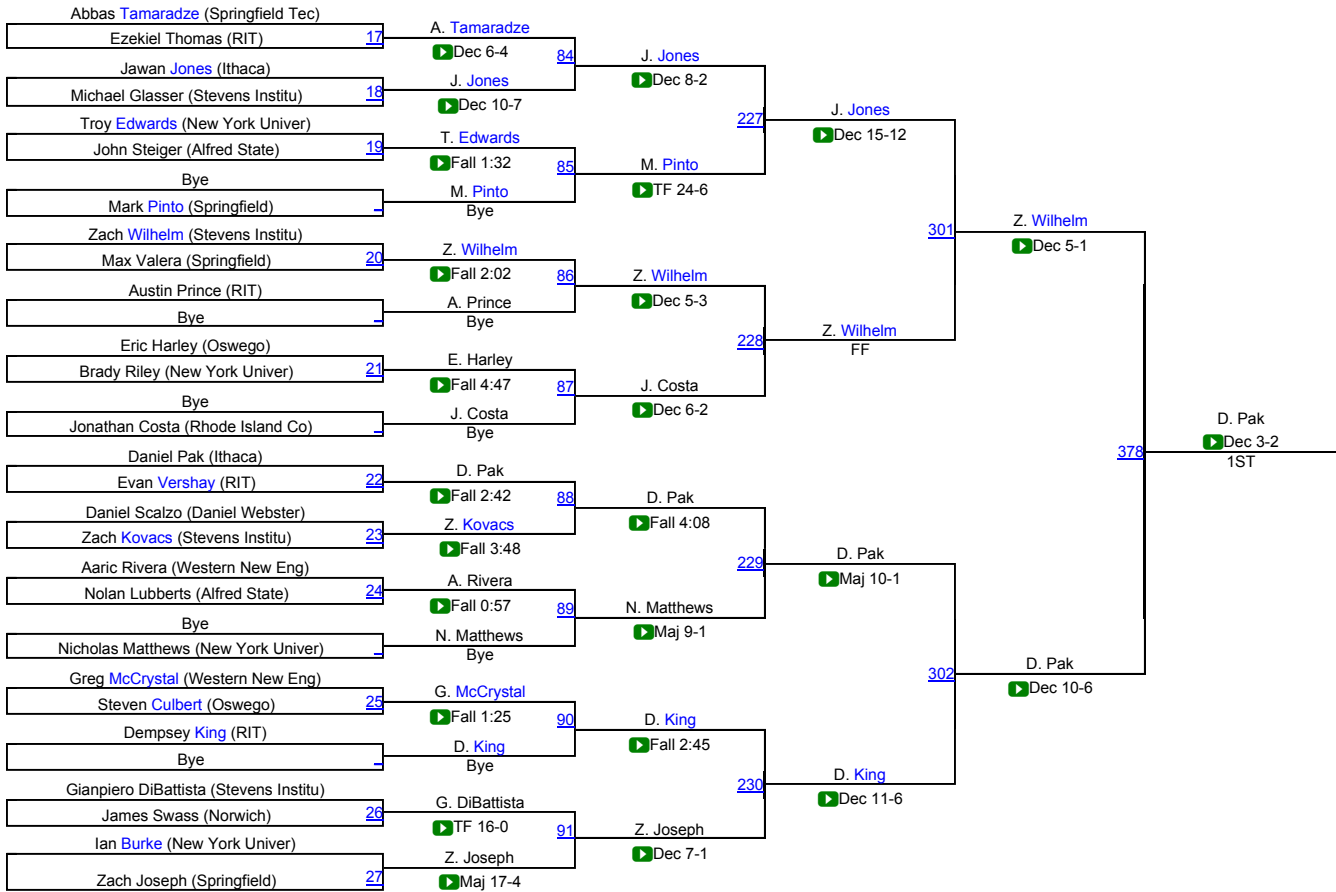 Abbas Tamaradze (Springfield Tec)
Ezekiel Thomas (RIT)
17
Jawan Jones (Ithaca)
Michael Glasser (Stevens Institu)
18
Troy Edwards (New York Univer)
John Steiger (Alfred State)
19
Bye
Mark Pinto (Springfield)
Zach Wilhelm (Stevens Institu)
Max Valera (Springfield)
20
Austin Prince (RIT)
Bye
Eric Harley (Oswego)
Brady Riley (New York Univer)
21
Bye
Jonathan Costa (Rhode Island Co)
Daniel Pak (Ithaca)
Evan Vershay (RIT)
22
Daniel Scalzo (Daniel Webster)
Zach Kovacs (Stevens Institu)
23
Aaric Rivera (Western New Eng)
Nolan Lubberts (Alfred State)
24
Bye
Nicholas Matthews (New York Univer)
Greg McCrystal (Western New Eng)
Steven Culbert (Oswego)
25
Dempsey King (RIT)
Bye
Gianpiero DiBattista (Stevens Institu)
James Swass (Norwich)
26
Ian Burke (New York Univer)
Zach Joseph (Springfield)
27
A. Tamaradze
Dec 6-4
84
J. Jones
Dec 10-7
T. Edwards
Fall 1:32
85
M. Pinto
Bye
Z. Wilhelm
Fall 2:02
86
A. Prince
Bye
E. Harley
Fall 4:47
87
J. Costa
Bye
D. Pak
Fall 2:42
88
Z. Kovacs
Fall 3:48
A. Rivera
Fall 0:57
89
N. Matthews
Bye
G. McCrystal
Fall 1:25
90
D. King
Bye
G. DiBattista
TF 16-0
91
Z. Joseph
Maj 17-4
J. Jones
Dec 8-2
227
M. Pinto
TF 24-6
Z. Wilhelm
Dec 5-3
228
J. Costa
Dec 6-2
D. Pak
Fall 4:08
229
N. Matthews
Maj 9-1
D. King
Fall 2:45
230
Z. Joseph
Dec 7-1
J. Jones
Dec 15-12
301
Z. Wilhelm
FF
D. Pak
Maj 10-1
302
D. King
Dec 11-6
Z. Wilhelm
Dec 5-1
378
D. Pak
Dec 10-6
D. Pak
Dec 3-2
1ST